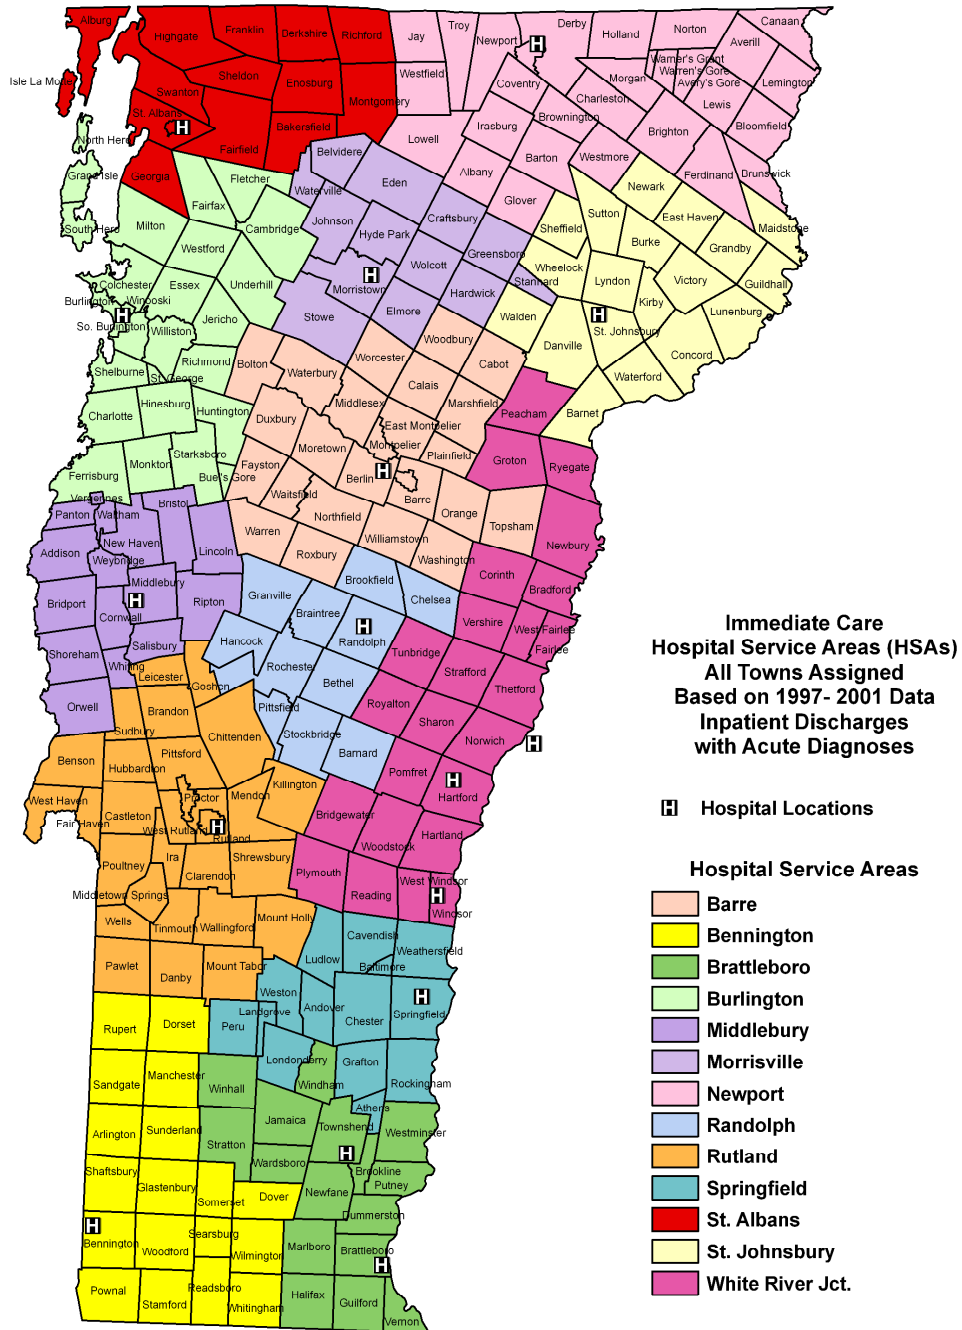 Alburg
Highgate
Franklin
Berkshire
Richford
Jay
Troy
Newport
H
Derby
Holland
Norton
Canaan
Averill
Isle La Motte
Sheldon
Enosburg
Westfield
Coventry
Morgan
Warner's Grant
Warren's Gore
Avery's Gore
Lemington
Swanton
Montgomery
Charleston
Lewis
St. Albans
H
Bakersfield
Irasburg
Brownington
Brighton
Bloomfield
North Hero
Fairfield
Belvidere
Lowell
Barton
Westmore
Grand Isle
Georgia
Fletcher
Waterville
Eden
Albany
Newark
Ferdinand
Brunswick
Fairfax
Johnson
Craftsbury
Glover
Sutton
East Haven
South Hero
Milton
Cambridge
Hyde Park
Sheffield
Burke
Maidstone
Westford
Greensboro
Granby
Wolcott
Wheelock
Colchester
Essex
Underhill
H
Morristown
Stannard
Lyndon
Victory
Guildhall
Burlington
Winooski
Hardwick
Kirby
H
So. Burlington
Williston
Jericho
Stowe
Elmore
Walden
H
St. Johnsbury
Lunenburg
Woodbury
Danville
Concord
Shelburne
St. George
Richmond
Bolton
Waterbury
Worcester
Cabot
Waterford
Charlotte
Hinesburg
Huntington
Middlesex
Calais
Marshfield
Peacham
Barnet
Duxbury
East Montpelier
Moretown
Montpelier
Plainfield
Groton
Ryegate
Ferrisburg
Monkton
Starksboro
Buel's Gore
Fayston
Berlin
H
Vergennes
Waitsfield
Barre
Panton
Waltham
Bristol
Northfield
Orange
Topsham
Addison
New Haven
Lincoln
Warren
Williamstown
Newbury
Weybridge
Roxbury
Washington
Middlebury
Brookfield
Corinth
Bridport
H
Ripton
Granville
Chelsea
Bradford
Cornwall
Braintree
H
Randolph
Vershire
West Fairlee
Fairlee
Shoreham
Salisbury
Hancock
Tunbridge
Whiting
Leicester
Goshen
Rochester
Bethel
Strafford
Thetford
Orwell
Brandon
Pittsfield
Royalton
Sharon
Sudbury
Chittenden
Stockbridge
Norwich
H
Benson
Hubbardton
Pittsford
Barnard
Pomfret
H
Hartford
West Haven
Proctor
Mendon
Killington
Fair Haven
Castleton
West Rutland
H
Rutland
Bridgewater
Hartland
Woodstock
Poultney
Ira
Shrewsbury
Clarendon
Plymouth
Reading
West Windsor
Middletown Springs
H
Windsor
Wells
Tinmouth
Wallingford
Mount Holly
Cavendish
Weathersfield
Pawlet
Danby
Mount Tabor
Ludlow
Baltimore
Weston
Andover
H
Springfield
Rupert
Dorset
Peru
Landgrove
Chester
Londonderry
Grafton
Sandgate
Manchester
Winhall
Windham
Rockingham
Athens
Arlington
Sunderland
Stratton
Jamaica
Townshend
Westminster
H
Shaftsbury
Wardsboro
Brookline
Glastenbury
Somerset
Dover
Newfane
Putney
Dummerston
H
Bennington
Woodford
Searsburg
Wilmington
Marlboro
Brattleboro
H
Pownal
Stamford
Readsboro
Whitingham
Halifax
Guilford
Vernon
Immediate Care
Hospital Service Areas (HSAs)
All Towns Assigned
Based on 1997- 2001 Data
Inpatient Discharges
with Acute Diagnoses
H Hospital Locations
Hospital Service Areas
Barre
Bennington
Brattleboro
Burlington
Middlebury
Morrisville
Newport
Randolph
Rutland
Springfield
St. Albans
St. Johnsbury
White River Jct.